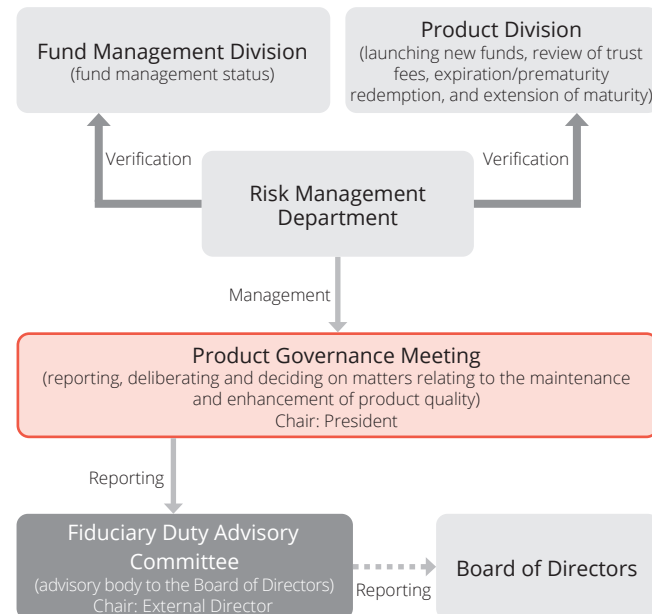 Fund Management Division
(fund management status)
Product Division
(launching new funds, review of trust
fees, expiration/prematurity
redemption, and extension of maturity)
Verification
Verification
Risk Management
Department
Management
Product Governance Meeting
(reporting, deliberating and deciding on matters relating to the maintenance
and enhancement of product quality)
Chair: President
Reporting
Fiduciary Duty Advisory
Committee
(advisory body to the Board of Directors)
Chair: External Director
Reporting
Board of Directors